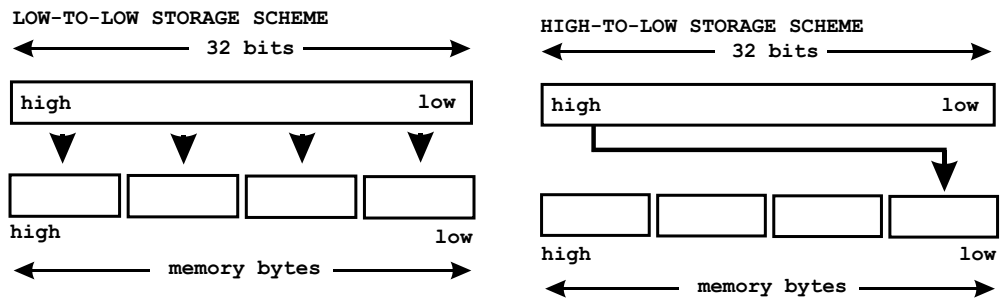 LOW-TO-LOW STORAGE SCHEME
32 bits
high low
high low
memory bytes
HIGH-TO-LOW STORAGE SCHEME
32 bits
high low
high low
memory bytes